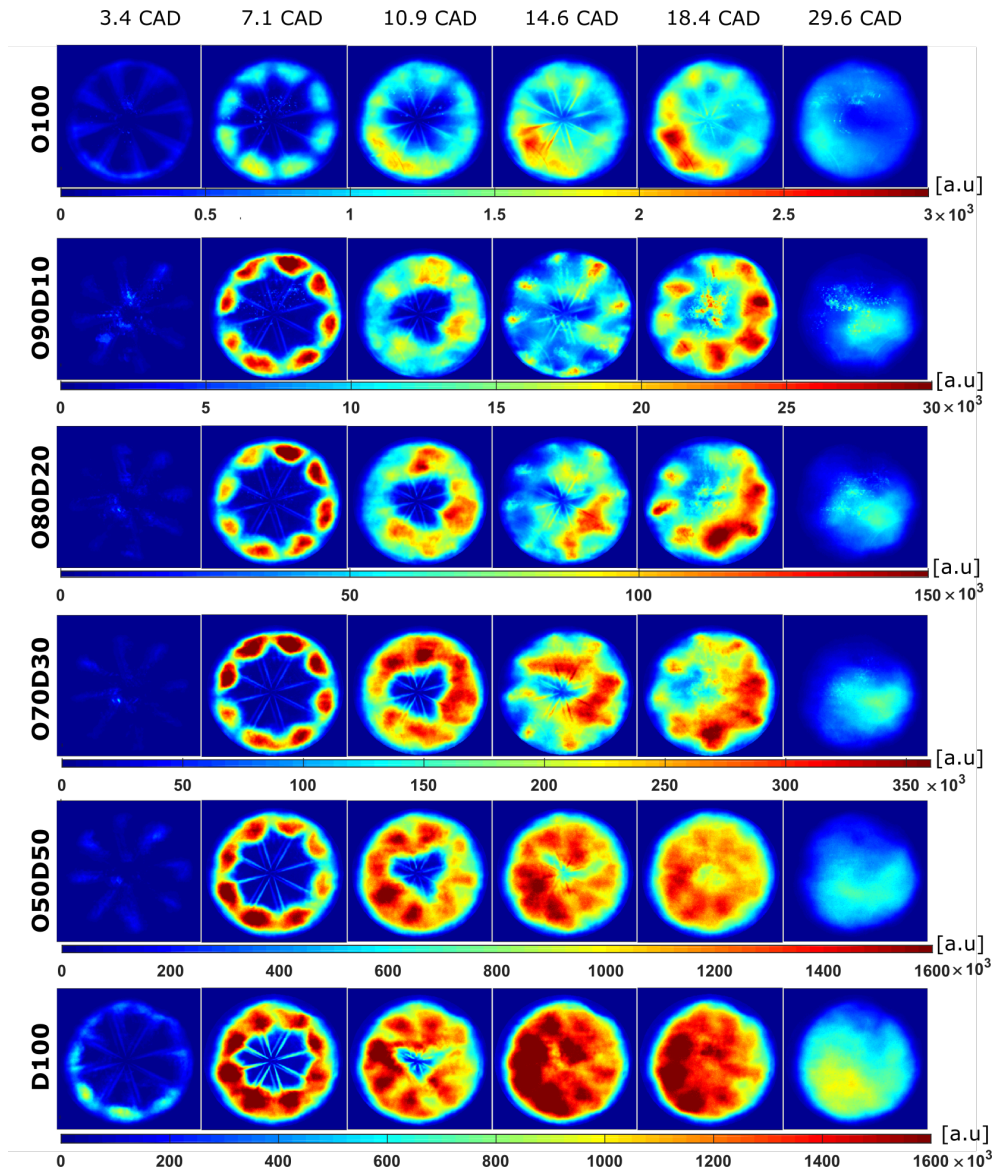 3.4 CAD 7.1 CAD 10.9 CAD 14.6 CAD 18.4 CAD 29.6 CAD
O100
[a.u]
0 0.5 1 1.5 2 2.5 3×10³
O90D10
[a.u]
0 5 10 15 20 25 30×10³
O80D20
[a.u]
0 50 100 150×10³
O70D30
[a.u]
0 50 100 150 200 250 300 350×10³
O50D50
[a.u]
0 200 400 600 800 1000 1200 1400 1600×10³
D100
[a.u]
0 200 400 600 800 1000 1200 1400 1600×10³